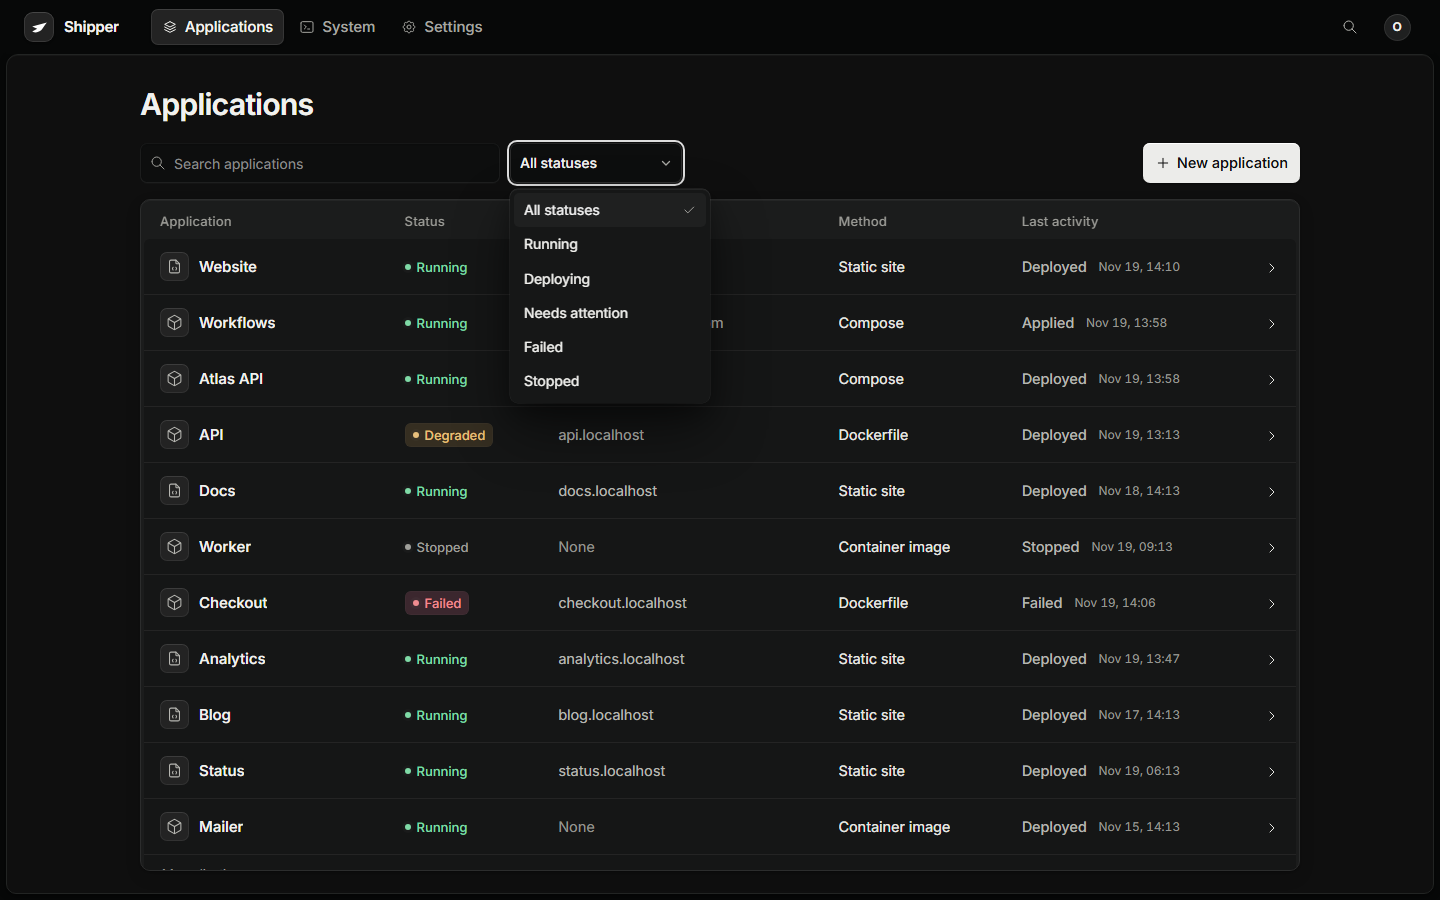 Shipper
Applications
System
Settings
O
Applications
Search applications
All statuses
New application
All statuses
Running
Deploying
Needs attention
Failed
Stopped
Application Status Method Last activity
Website Running Static site Deployed Nov 19, 14:10
Workflows Running m Compose Applied Nov 19, 13:58
Atlas API Running Compose Deployed Nov 19, 13:58
API Degraded api.localhost Dockerfile Deployed Nov 19, 13:13
Docs Running docs.localhost Static site Deployed Nov 18, 14:13
Worker Stopped None Container image Stopped Nov 19, 09:13
Checkout Failed checkout.localhost Dockerfile Failed Nov 19, 14:06
Analytics Running analytics.localhost Static site Deployed Nov 19, 13:47
Blog Running blog.localhost Static site Deployed Nov 17, 14:13
Status Running status.localhost Static site Deployed Nov 19, 06:13
Mailer Running None Container image Deployed Nov 15, 14:13